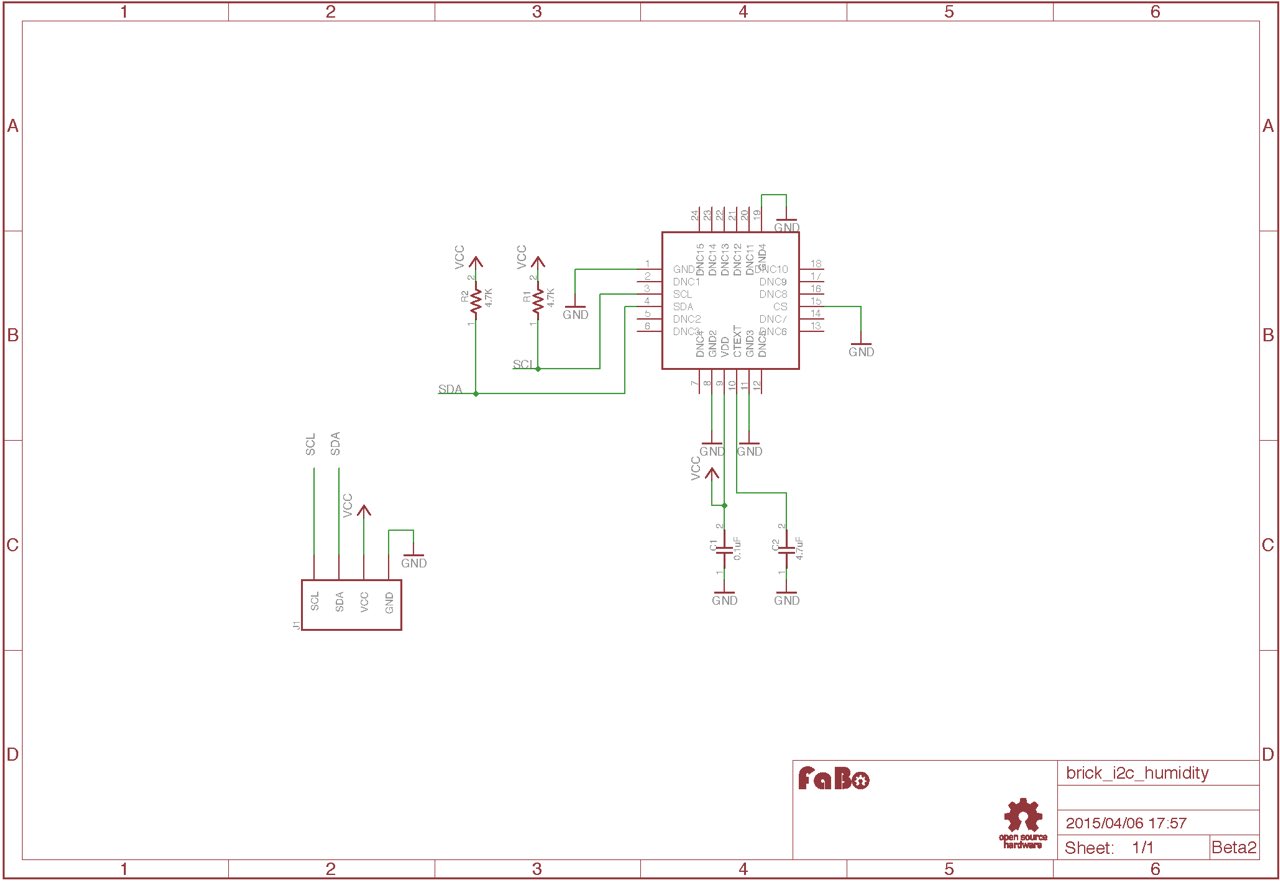 1 2 3 4 5 6
A A
B B
C C
D D
24 23 22 21 20 19
GND
DNC15 DNC14 DNC13 DNC12 DNC11 GND4
1 GND
2 DNC1
3 SCL
4 SDA
5 DNC2
6 DNC3
DNC10 18
DNC9 17
DNC8 16
CS 15
DNC7 14
DNC6 13
DNC4 GND2 VDD CTEXT GND3 DNC5
7 8 9 10 11 12
VCC
2
R2
4.7K
1
VCC
2
R1
4.7K
1
GND
GND
SCL
SDA
GND GND
VCC
2
C1
0.1uF
1
GND
2
C2
4.7uF
1
GND
SCL SDA
VCC
GND
SCL SDA VCC GND
J1
FaBo
open source
hardware
brick_i2c_humidity
2015/04/06 17:57
Sheet: 1/1
Beta2
1 2 3 4 5 6